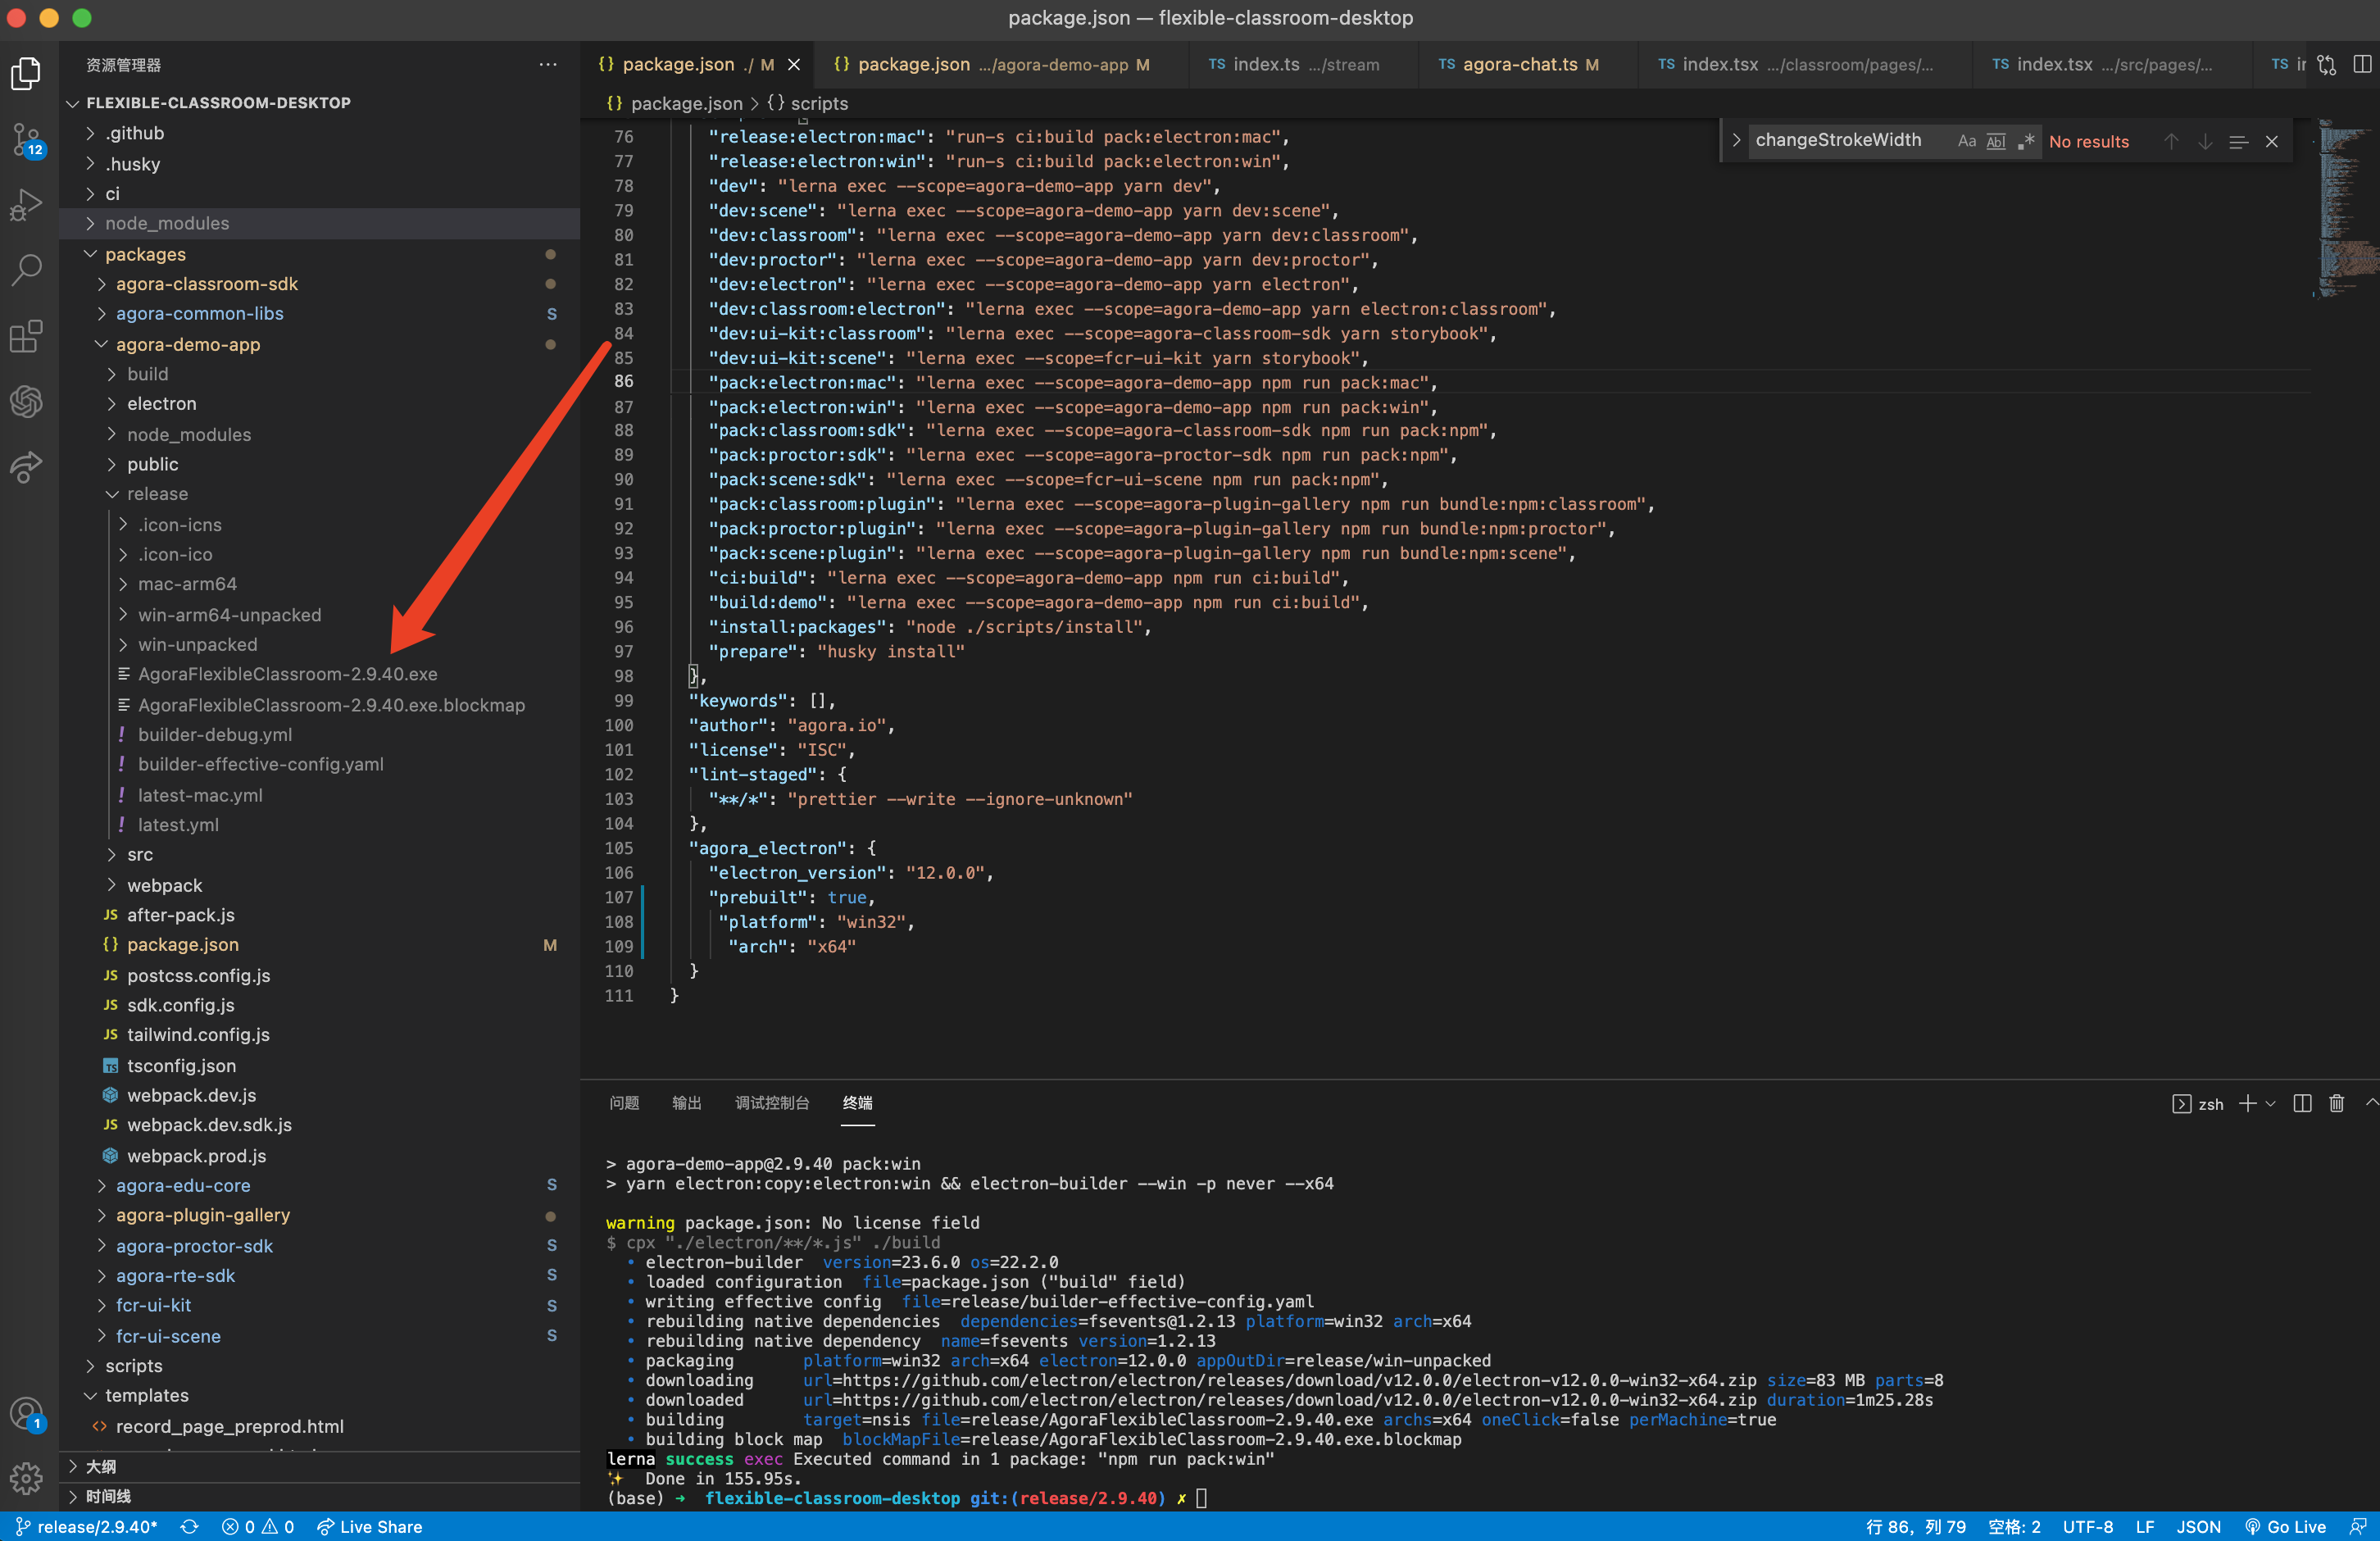 package.json — flexible-classroom-desktop
资源管理器
FLEXIBLE-CLASSROOM-DESKTOP
.github
.husky
ci
node_modules
packages
agora-classroom-sdk
agora-common-libs S
agora-demo-app
build
electron
node_modules
public
release
.icon-icns
.icon-ico
mac-arm64
win-arm64-unpacked
win-unpacked
AgoraFlexibleClassroom-2.9.40.exe
AgoraFlexibleClassroom-2.9.40.exe.blockmap
! builder-debug.yml
! builder-effective-config.yaml
! latest-mac.yml
! latest.yml
src
webpack
JS after-pack.js
{} package.json M
JS postcss.config.js
JS sdk.config.js
JS tailwind.config.js
TS tsconfig.json
webpack.dev.js
JS webpack.dev.sdk.js
webpack.prod.js
agora-edu-core S
agora-plugin-gallery
agora-proctor-sdk S
agora-rte-sdk S
fcr-ui-kit S
fcr-ui-scene S
scripts
templates
<> record_page_preprod.html
大纲
时间线
12
1
{} package.json ./ M
{} package.json .../agora-demo-app M
TS index.ts .../stream
TS agora-chat.ts M
TS index.tsx .../classroom/pages/...
TS index.tsx .../src/pages/...
TS
{} package.json > {} scripts
changeStrokeWidth Aa Abl .* No results
76 "release:electron:mac": "run-s ci:build pack:electron:mac",
77 "release:electron:win": "run-s ci:build pack:electron:win",
78 "dev": "lerna exec --scope=agora-demo-app yarn dev",
79 "dev:scene": "lerna exec --scope=agora-demo-app yarn dev:scene",
80 "dev:classroom": "lerna exec --scope=agora-demo-app yarn dev:classroom",
81 "dev:proctor": "lerna exec --scope=agora-demo-app yarn dev:proctor",
82 "dev:electron": "lerna exec --scope=agora-demo-app yarn electron",
83 "dev:classroom:electron": "lerna exec --scope=agora-demo-app yarn electron:classroom",
84 "dev:ui-kit:classroom": "lerna exec --scope=agora-classroom-sdk yarn storybook",
85 "dev:ui-kit:scene": "lerna exec --scope=fcr-ui-kit yarn storybook",
86 "pack:electron:mac": "lerna exec --scope=agora-demo-app npm run pack:mac",
87 "pack:electron:win": "lerna exec --scope=agora-demo-app npm run pack:win",
88 "pack:classroom:sdk": "lerna exec --scope=agora-classroom-sdk npm run pack:npm",
89 "pack:proctor:sdk": "lerna exec --scope=agora-proctor-sdk npm run pack:npm",
90 "pack:scene:sdk": "lerna exec --scope=fcr-ui-scene npm run pack:npm",
91 "pack:classroom:plugin": "lerna exec --scope=agora-plugin-gallery npm run bundle:npm:classroom",
92 "pack:proctor:plugin": "lerna exec --scope=agora-plugin-gallery npm run bundle:npm:proctor",
93 "pack:scene:plugin": "lerna exec --scope=agora-plugin-gallery npm run bundle:npm:scene",
94 "ci:build": "lerna exec --scope=agora-demo-app npm run ci:build",
95 "build:demo": "lerna exec --scope=agora-demo-app npm run ci:build",
96 "install:packages": "node ./scripts/install",
97 "prepare": "husky install"
98 },
99 "keywords": [],
100 "author": "agora.io",
101 "license": "ISC",
102 "lint-staged": {
103 "**/*": "prettier --write --ignore-unknown"
104 },
105 "agora_electron": {
106 "electron_version": "12.0.0",
107 "prebuilt": true,
108 "platform": "win32",
109 "arch": "x64"
110 }
111 }
问题 输出 调试控制台 终端
zsh
> agora-demo-app@2.9.40 pack:win
> yarn electron:copy:electron:win && electron-builder --win -p never --x64
warning package.json: No license field
$ cpx "./electron/**/*.js" ./build
• electron-builder version=23.6.0 os=22.2.0
• loaded configuration file=package.json ("build" field)
• writing effective config file=release/builder-effective-config.yaml
• rebuilding native dependencies dependencies=fsevents@1.2.13 platform=win32 arch=x64
• rebuilding native dependency name=fsevents version=1.2.13
• packaging platform=win32 arch=x64 electron=12.0.0 appOutDir=release/win-unpacked
• downloading url=https://github.com/electron/electron/releases/download/v12.0.0/electron-v12.0.0-win32-x64.zip size=83 MB parts=8
• downloaded url=https://github.com/electron/electron/releases/download/v12.0.0/electron-v12.0.0-win32-x64.zip duration=1m25.28s
• building target=nsis file=release/AgoraFlexibleClassroom-2.9.40.exe archs=x64 oneClick=false perMachine=true
• building block map blockMapFile=release/AgoraFlexibleClassroom-2.9.40.exe.blockmap
lerna success exec Executed command in 1 package: "npm run pack:win"
✨ Done in 155.95s.
(base) → flexible-classroom-desktop git:(release/2.9.40) ✗
release/2.9.40* 0 0 Live Share
行 86，列 79 空格: 2 UTF-8 LF JSON Go Live